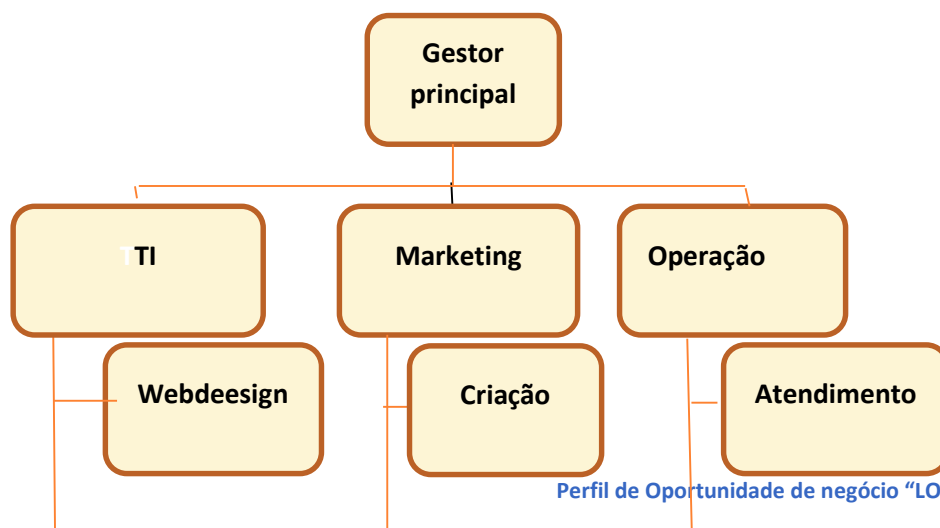 Gestor
principal
TTI
Marketing
Operação
Webdeesign
Criação
Atendimento
Perfil de Oportunidade de negócio “LO